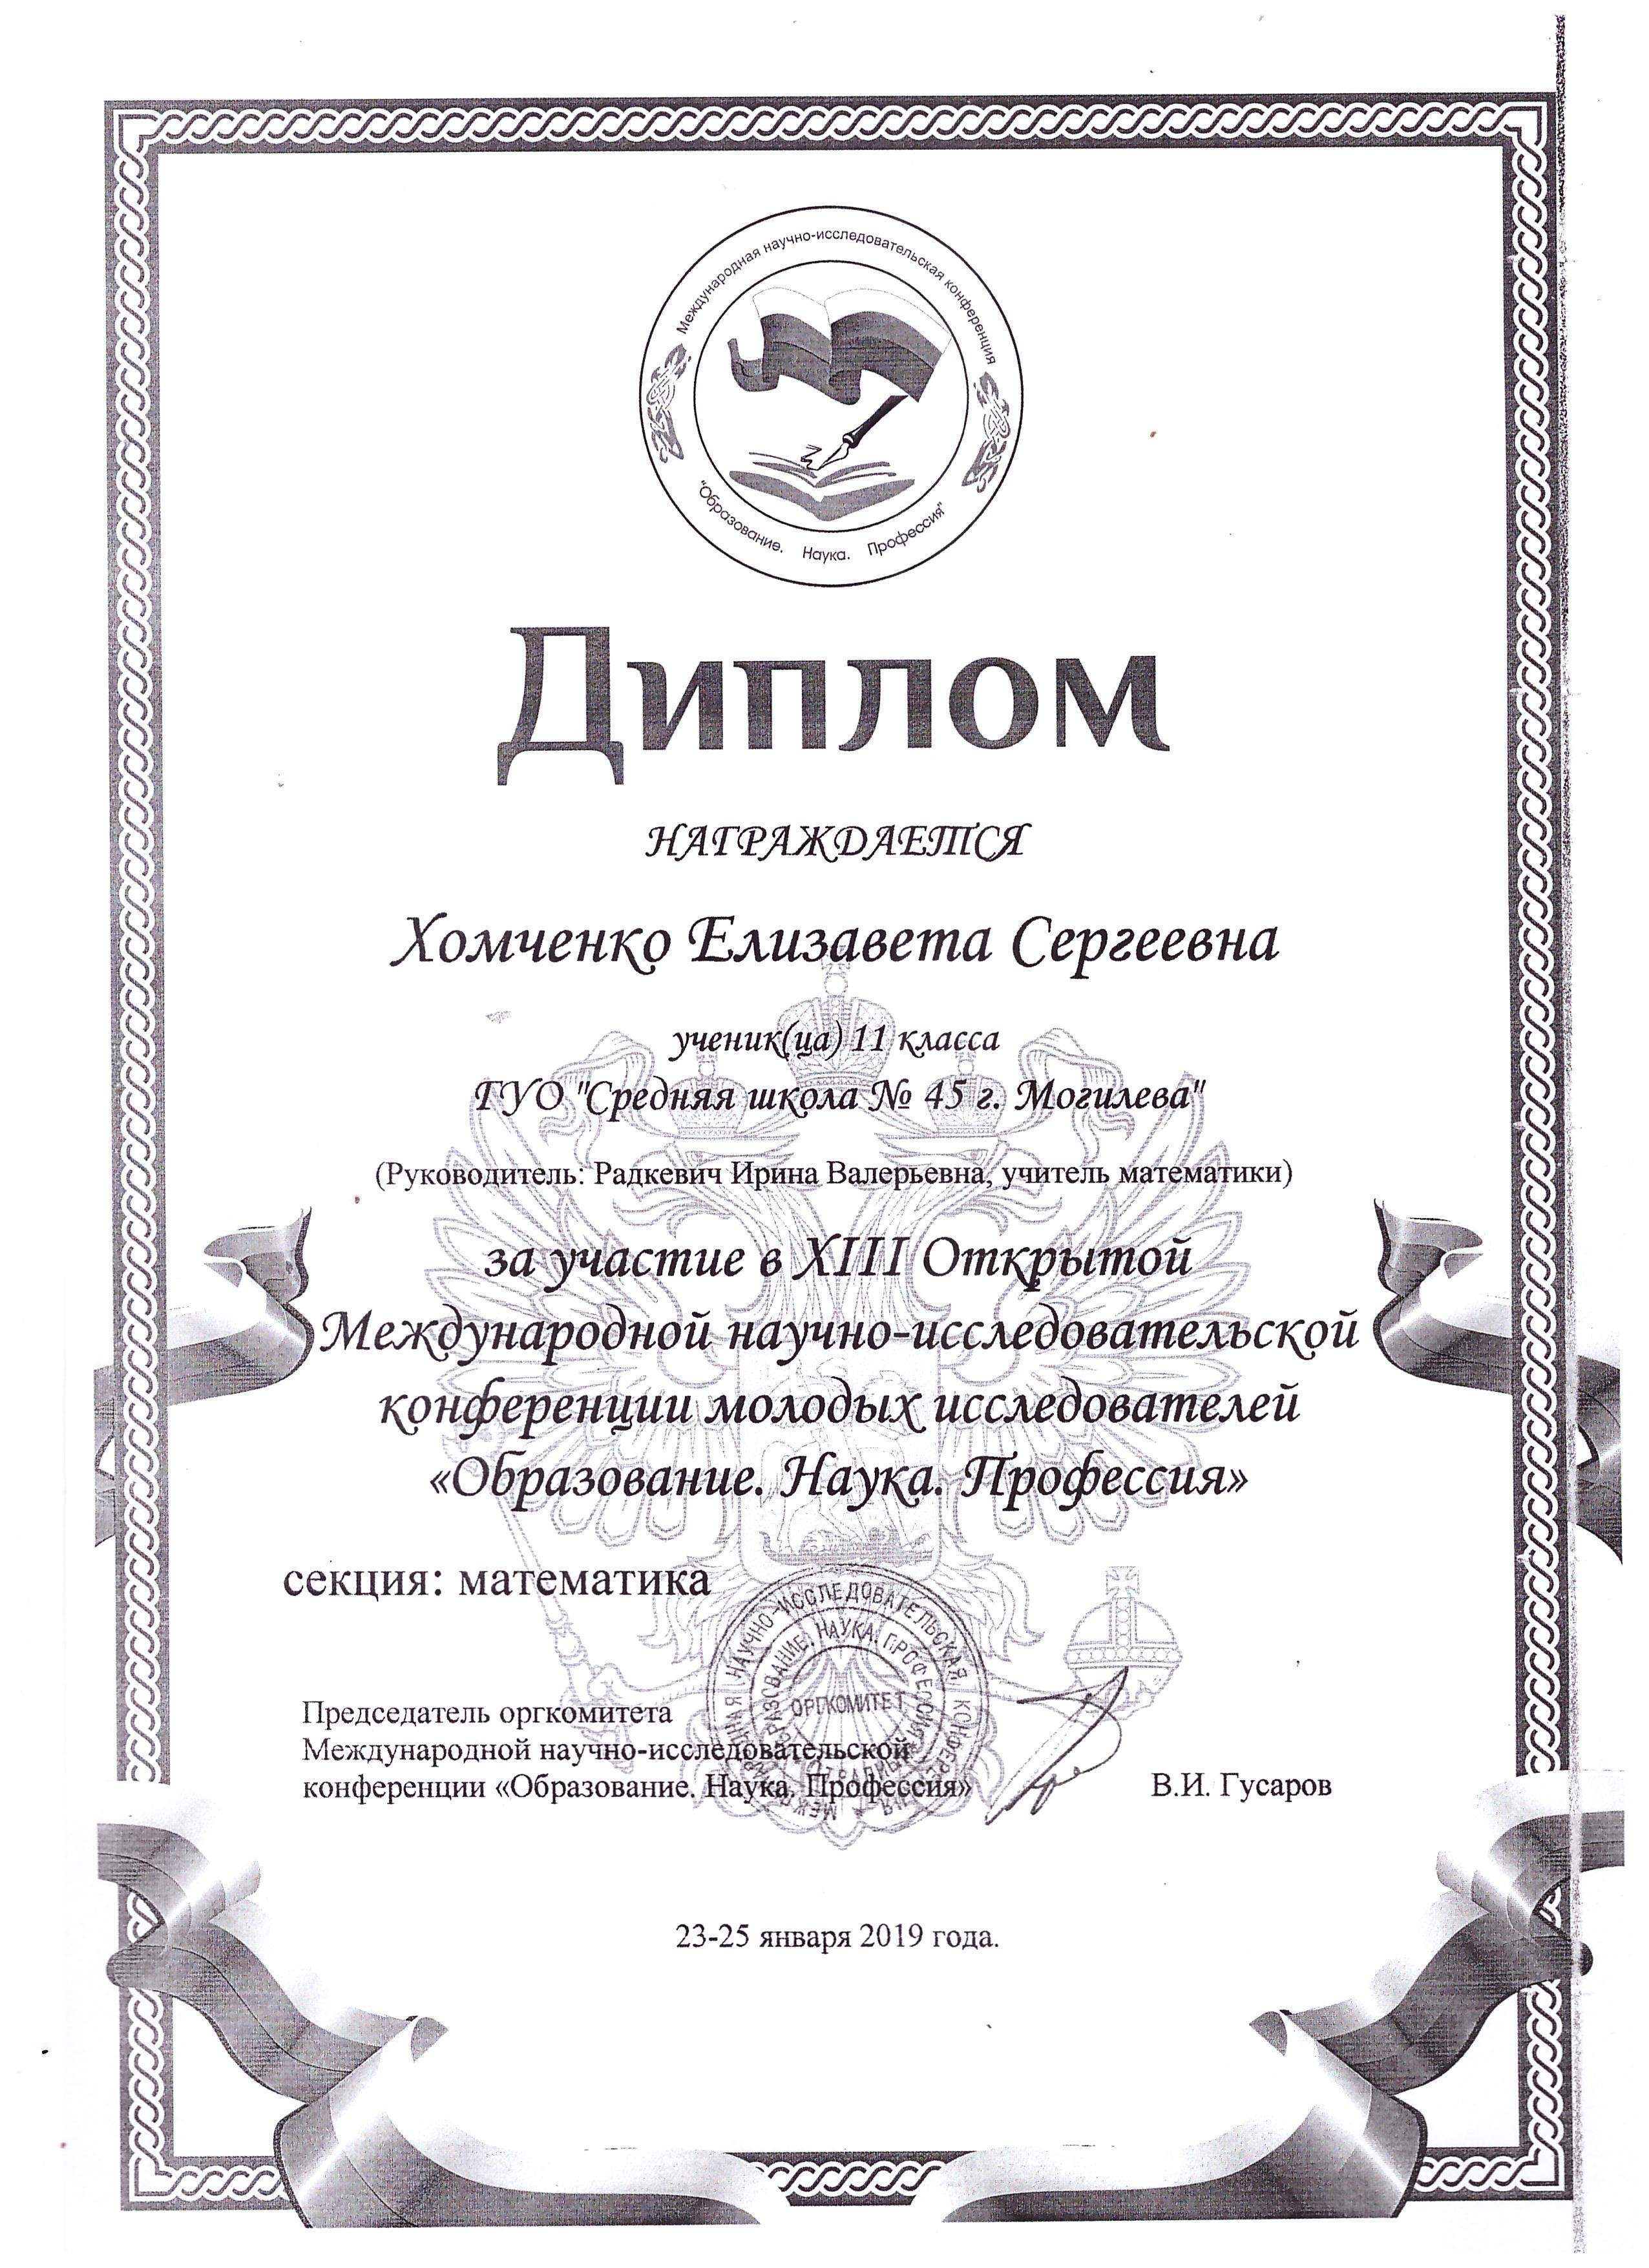 Международная научно-исследовательская конференция
"Образование. Наука. Профессия"
Диплом
НАГРАЖДАЕТСЯ
Хомченко Елизавета Сергеевна
ученик(ца) 11 класса
ГУО "Средняя школа № 45 г. Могилева"
(Руководитель: Радкевич Ирина Валерьевна, учитель математики)
за участие в XIII Открытой
Международной научно-исследовательской
конференции молодых исследователей
«Образование. Наука. Профессия»
секция: математика
МЕЖДУНАРОДНАЯ НАУЧНО-ИССЛЕДОВАТЕЛЬСКАЯ КОНФЕРЕНЦИЯ
ОБРАЗОВАНИЕ. НАУКА. ПРОФЕССИЯ
ОРГКОМИТЕТ
Председатель оргкомитета
Международной научно-исследовательской
конференции «Образование. Наука. Профессия»
В.И. Гусаров
23-25 января 2019 года.